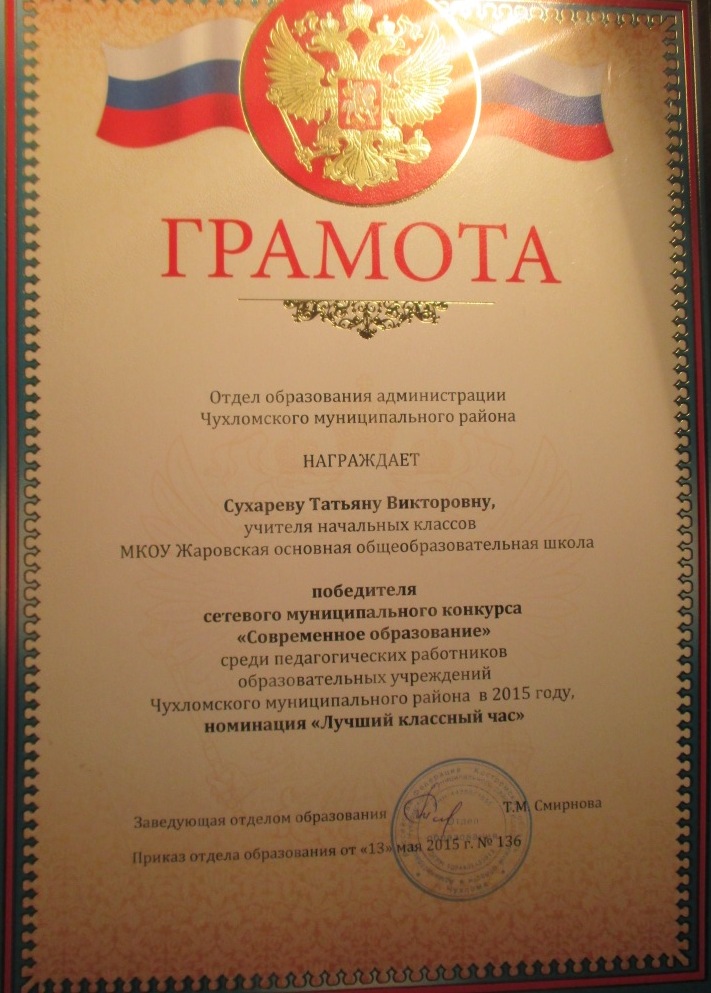 ГРАМОТА
Отдел образования администрации
Чухломского муниципального района
НАГРАЖДАЕТ
Сухареву Татьяну Викторовну,
учителя начальных классов
МКОУ Жаровская основная общеобразовательная школа
победителя
сетевого муниципального конкурса
«Современное образование»
среди педагогических работников
образовательных учреждений
Чухломского муниципального района в 2015 году,
номинация «Лучший классный час»
Заведующая отделом образования Т.М. Смирнова
Приказ отдела образования от «13» мая 2015 г. № 136